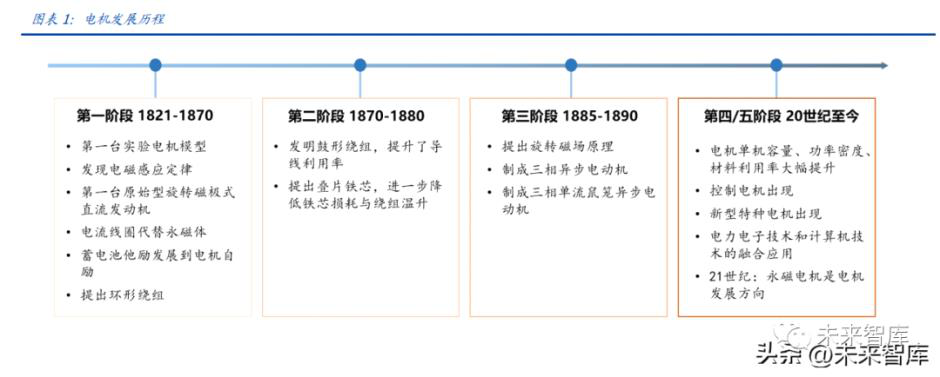 图表1：电机发展历程
第一阶段 1821-1870
• 第一台实验电机模型
• 发现电磁感应定律
• 第一台原始型旋转磁极式
直流发动机
• 电流线圈代替永磁体
• 蓄电池他励发展到电机自
励
• 提出环形绕组
第二阶段 1870-1880
• 发明鼓形绕组，提升了导
线利用率
• 提出叠片铁芯，进一步降
低铁芯损耗与绕组温升
第三阶段 1885-1890
• 提出旋转磁场原理
• 制成三相异步电动机
• 制成三相单流鼠笼异步电
动机
第四/五阶段 20世纪至今
• 电机单机容量、功率密度、
材料利用率大幅提升
• 控制电机出现
• 新型特种电机出现
• 电力电子技术和计算机技
术的融合应用
• 21世纪：永磁电机是电机
发展方向
未来智库
头条 @未来智库